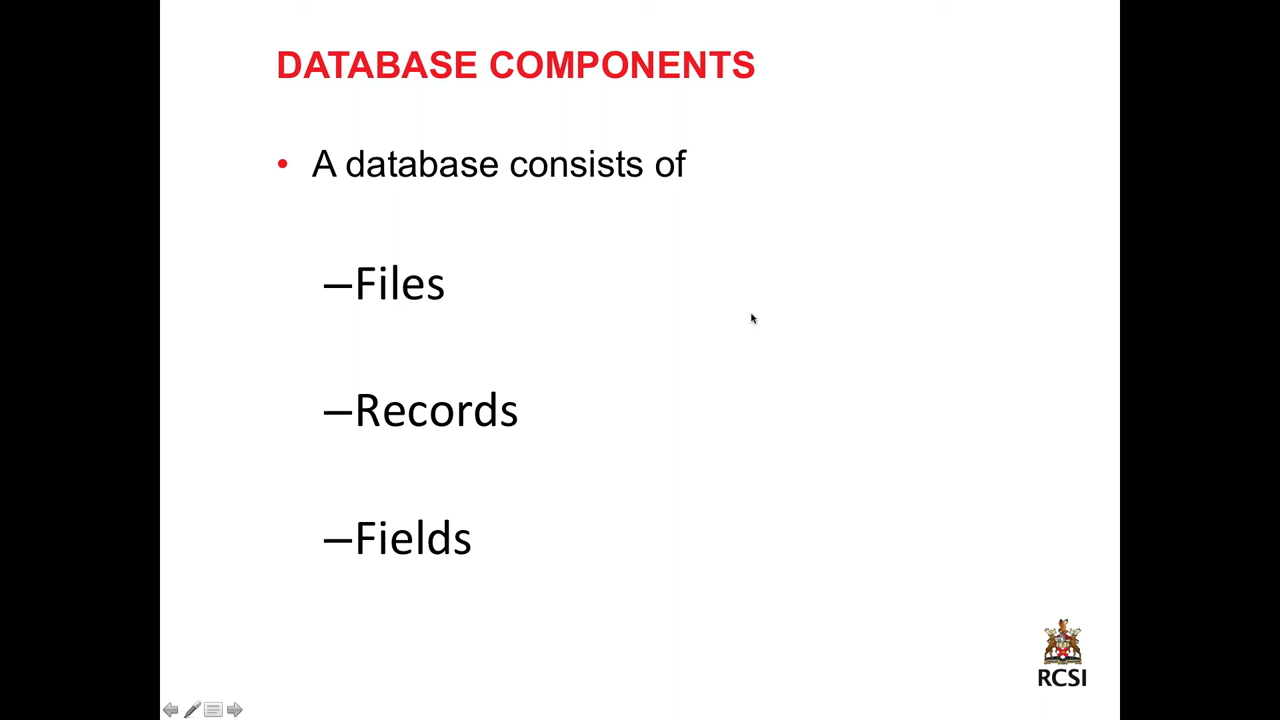 DATABASE COMPONENTS
• A database consists of
–Files
–Records
–Fields
RCSI